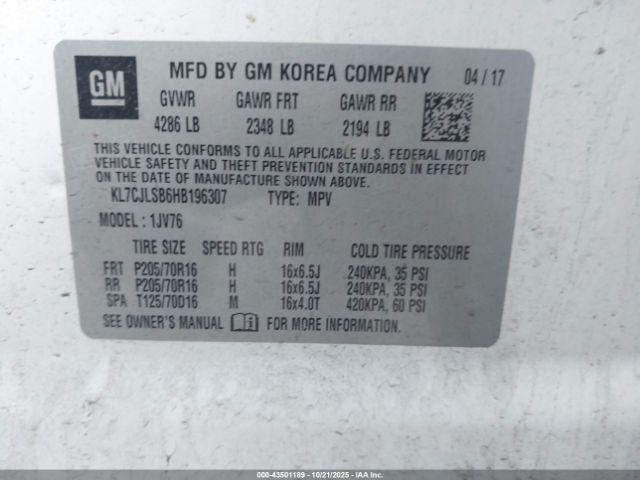 GM
MFD BY GM KOREA COMPANY 04 / 17
GVWR GAWR FRT GAWR RR
4286 LB 2348 LB 2194 LB
THIS VEHICLE CONFORMS TO ALL APPLICABLE U.S. FEDERAL MOTOR
VEHICLE SAFETY AND THEFT PREVENTION STANDARDS IN EFFECT
ON THE DATE OF MANUFACTURE SHOWN ABOVE.
KL7CJLSB6HB196307 TYPE: MPV
MODEL: 1JV76
TIRE SIZE SPEED RTG RIM COLD TIRE PRESSURE
FRT P205/70R16 H 16x6.5J 240KPA, 35 PSI
RR P205/70R16 H 16x6.5J 240KPA, 35 PSI
SPA T125/70D16 M 16x4.0T 420KPA, 60 PSI
SEE OWNER'S MANUAL FOR MORE INFORMATION.
000-43501189 - 10/21/2025 - IAAI.com